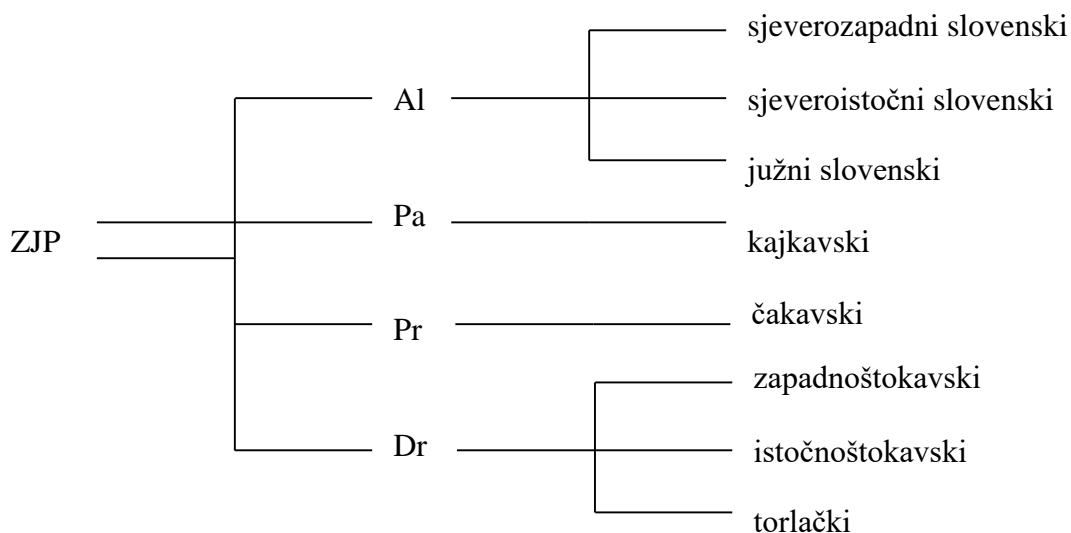 sjeverozapadni slovenski
Al
sjeveroistočni slovenski
južni slovenski
Pa
ZJP
kajkavski
čakavski
Pr
zapadnoštokavski
Dr
istočnoštokavski
torlački